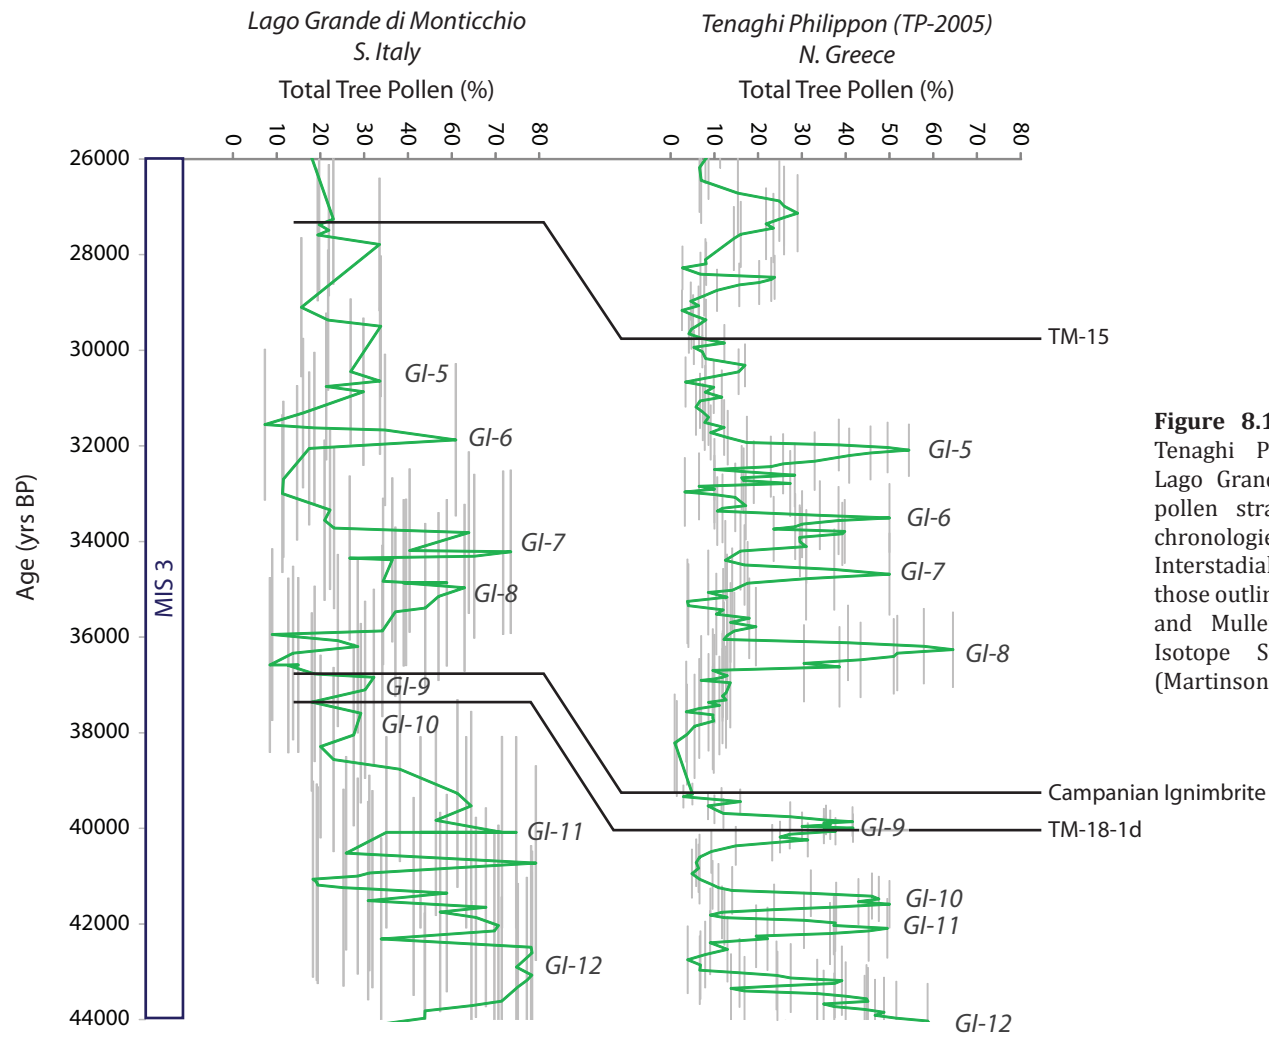 Lago Grande di Monticchio
S. Italy
Total Tree Pollen (%)
Tenaghi Philippon (TP-2005)
N. Greece
Total Tree Pollen (%)
0 10 20 30 40 60 70 80
0 10 20 30 40 50 60 70 80
Age (yrs BP)
26000
28000
30000
32000
34000
36000
38000
40000
42000
44000
MIS 3
GI-5
GI-6
GI-7
GI-8
GI-9
GI-10
GI-11
GI-12
GI-5
GI-6
GI-7
GI-8
GI-9
GI-10
GI-11
GI-12
TM-15
Campanian Ignimbrite
TM-18-1d
Figure 8.1
Tenaghi P
Lago Grand
pollen stra
chronologie
Interstadial
those outlin
and Mulle
Isotope S
(Martinson